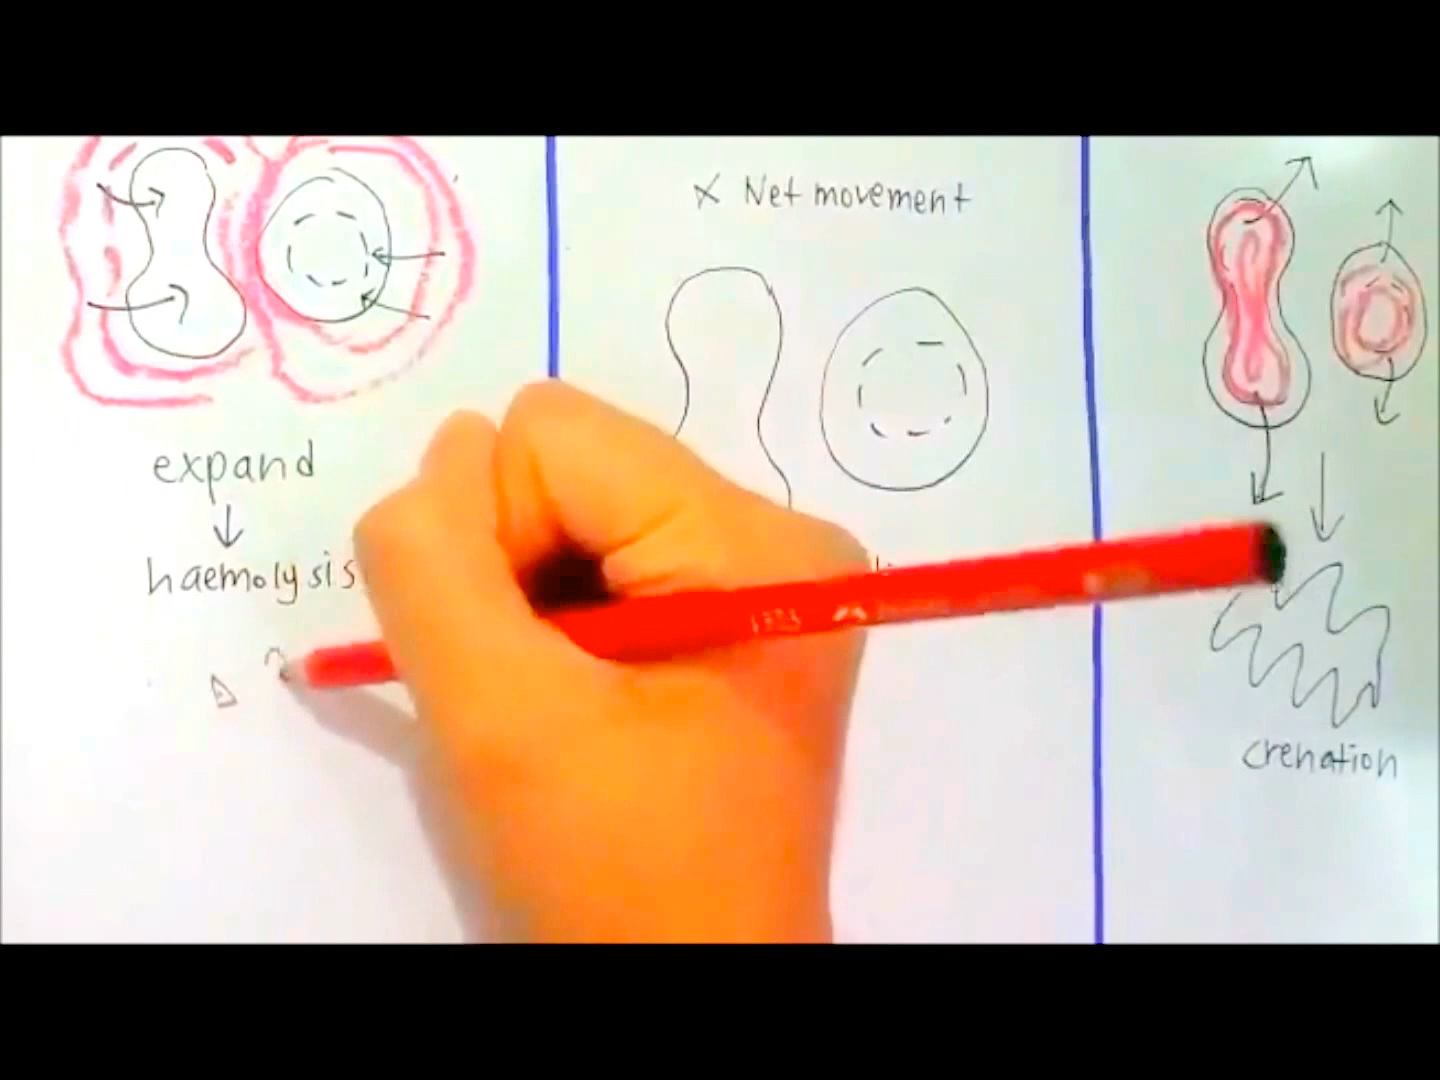 X Net movement
expand
haemolysis
crenation